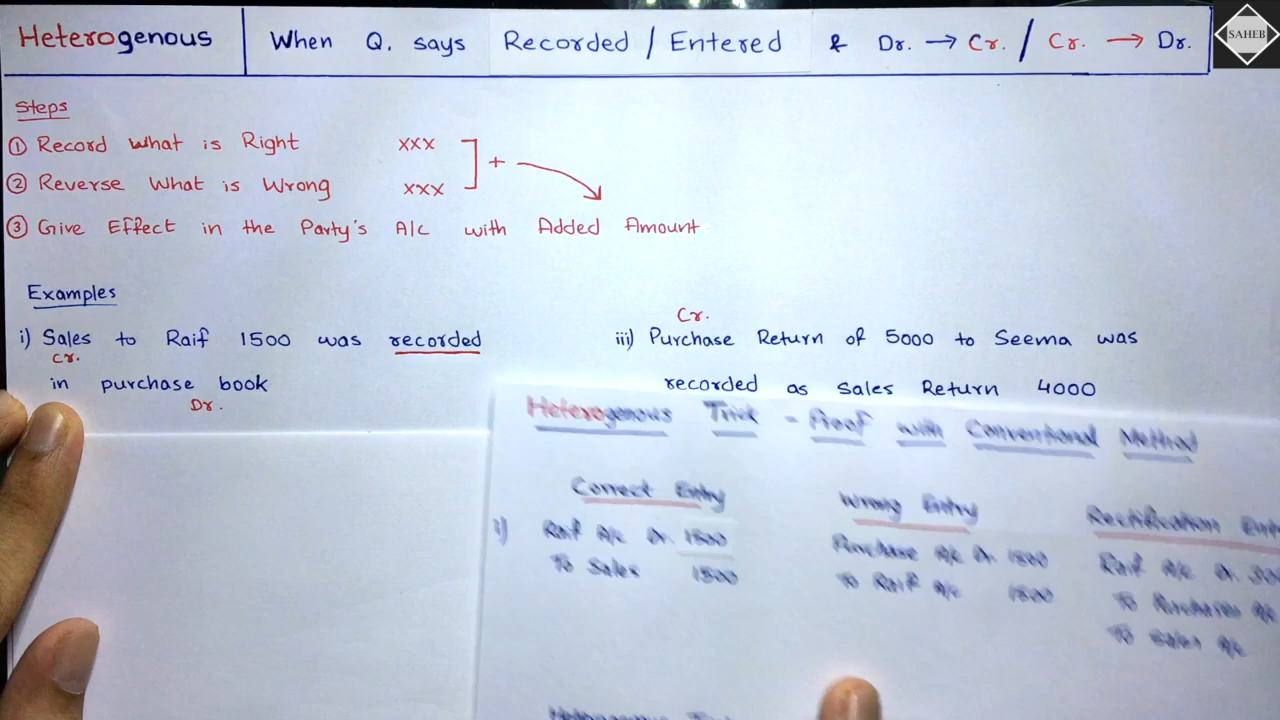 Heterogenous When Q. says Recorded / Entered & Dr. → Cr. / Cr. → Dr.
SAHEB
Steps
① Record What is Right xxx
② Reverse What is Wrong xxx
+
③ Give Effect in the Party's A/c with Added Amount
Examples
i) Sales to Raif 1500 was recorded
Cr.
in purchase book
Dr.
Cr.
iii) Purchase Return of 5000 to Seema was
recorded as Sales Return 4000
Heterogenous Trick - Proof with Conventional Method
Correct Entry Wrong Entry Rectification
i) Raif A/c Dr. 1500 Purchase A/c Dr 1500 Raif A/c Dr.
To Sales 1500 To Raif A/c 1500 To Purchases A/c
To Sales A/c